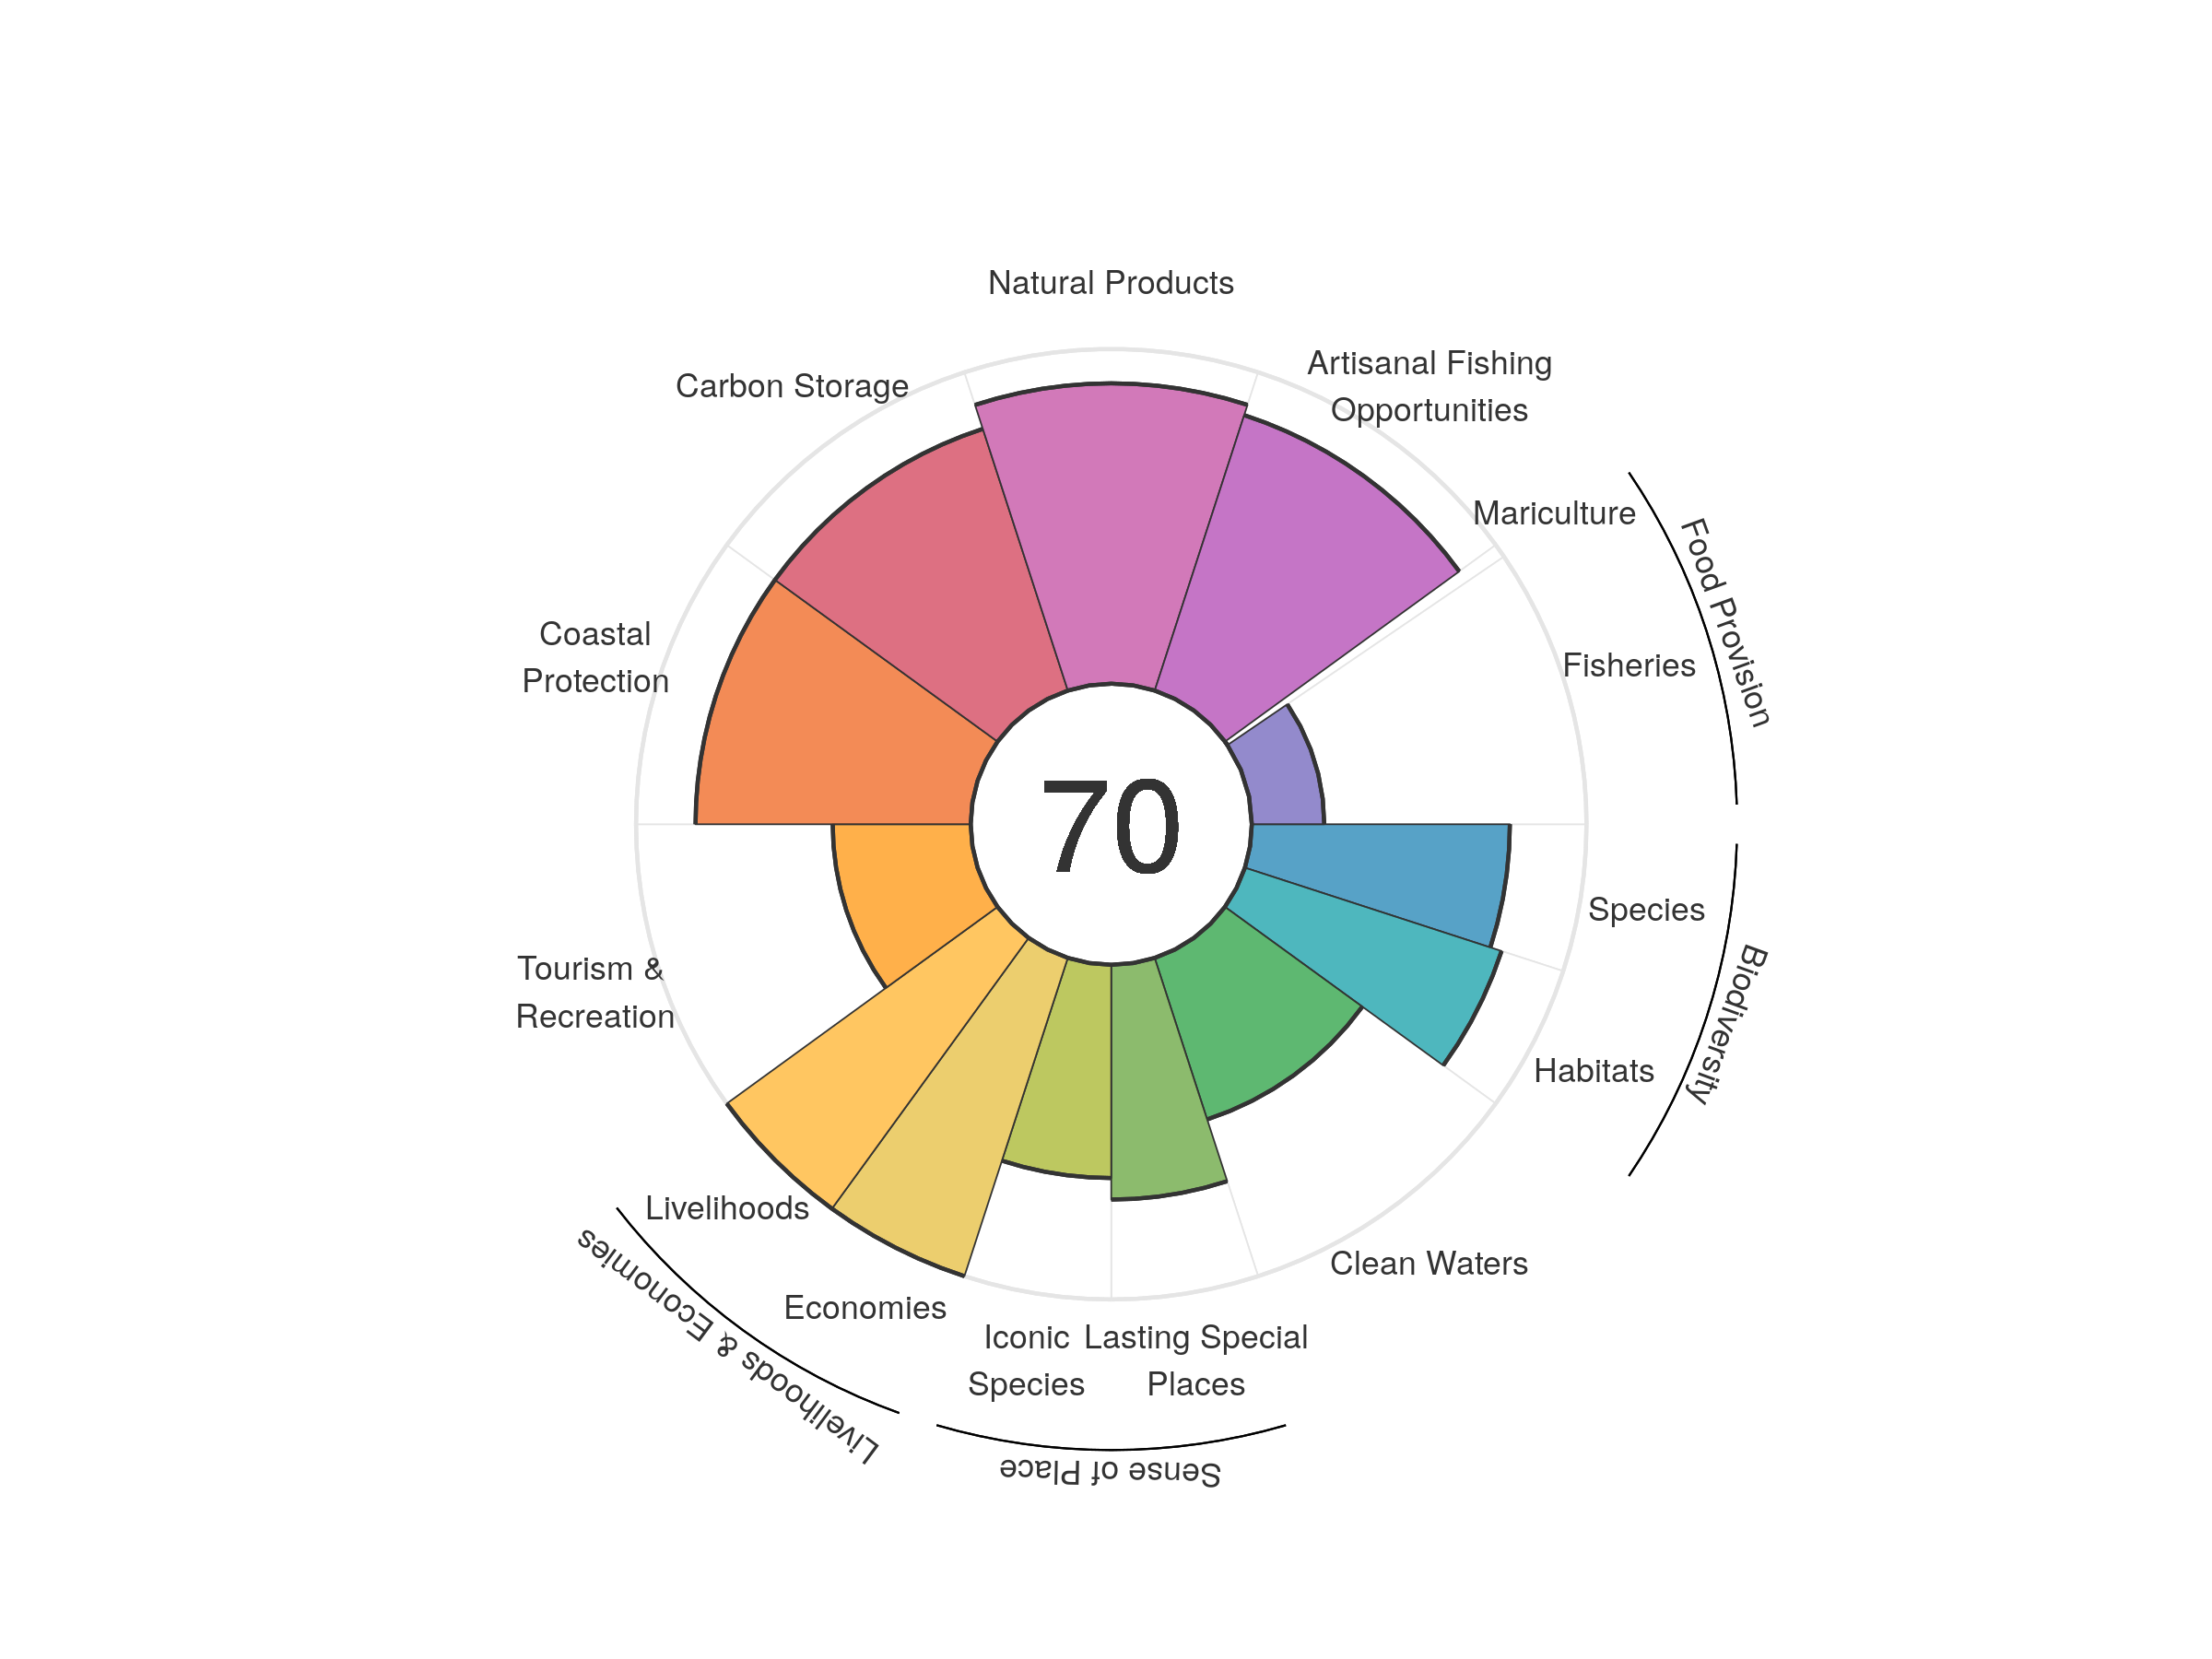 Natural Products
Artisanal Fishing
Opportunities
Carbon Storage
Mariculture
Food Provision
Coastal
Protection
Fisheries
70
Species
Biodiversity
Tourism &
Recreation
Habitats
Livelihoods
Clean Waters
Economies
Livelihoods & Economies
Iconic
Species
Lasting Special
Places
Sense of Place